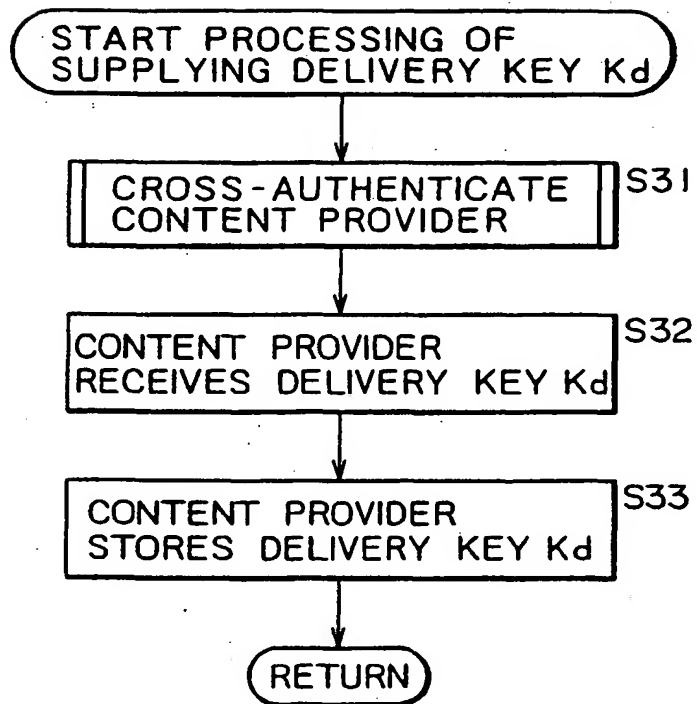 START PROCESSING OF
SUPPLYING DELIVERY KEY Kd
CROSS-AUTHENTICATE
CONTENT PROVIDER
S31
CONTENT PROVIDER
RECEIVES DELIVERY KEY Kd
S32
CONTENT PROVIDER
STORES DELIVERY KEY Kd
S33
RETURN